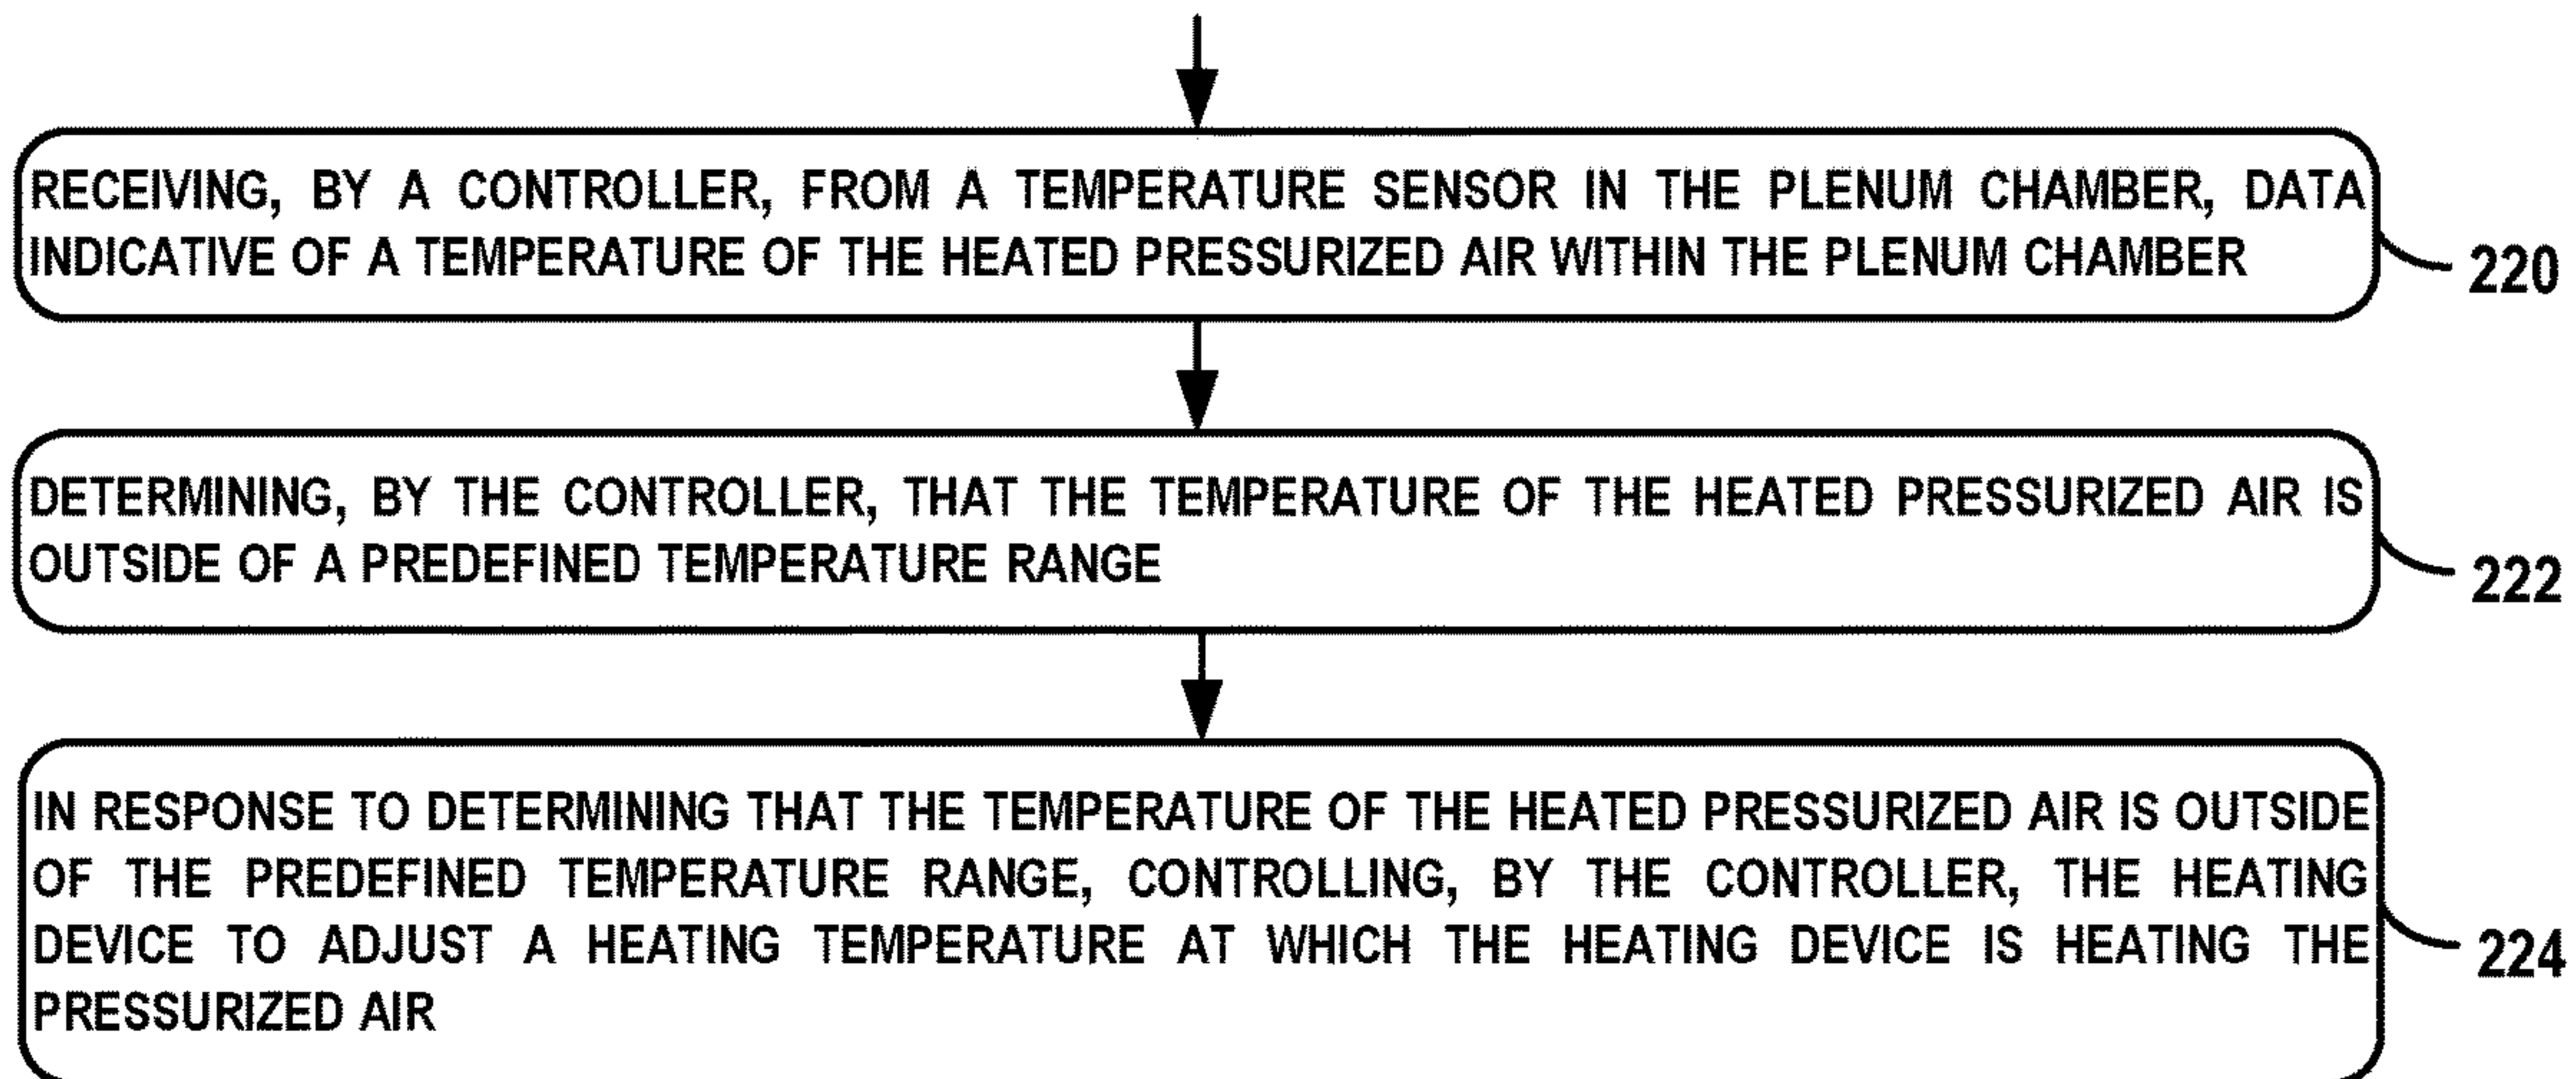 RECEIVING, BY A CONTROLLER, FROM A TEMPERATURE SENSOR IN THE PLENUM CHAMBER, DATA
INDICATIVE OF A TEMPERATURE OF THE HEATED PRESSURIZED AIR WITHIN THE PLENUM CHAMBER
220
DETERMINING, BY THE CONTROLLER, THAT THE TEMPERATURE OF THE HEATED PRESSURIZED AIR IS
OUTSIDE OF A PREDEFINED TEMPERATURE RANGE
222
IN RESPONSE TO DETERMINING THAT THE TEMPERATURE OF THE HEATED PRESSURIZED AIR IS OUTSIDE
OF THE PREDEFINED TEMPERATURE RANGE, CONTROLLING, BY THE CONTROLLER, THE HEATING
DEVICE TO ADJUST A HEATING TEMPERATURE AT WHICH THE HEATING DEVICE IS HEATING THE
PRESSURIZED AIR
224